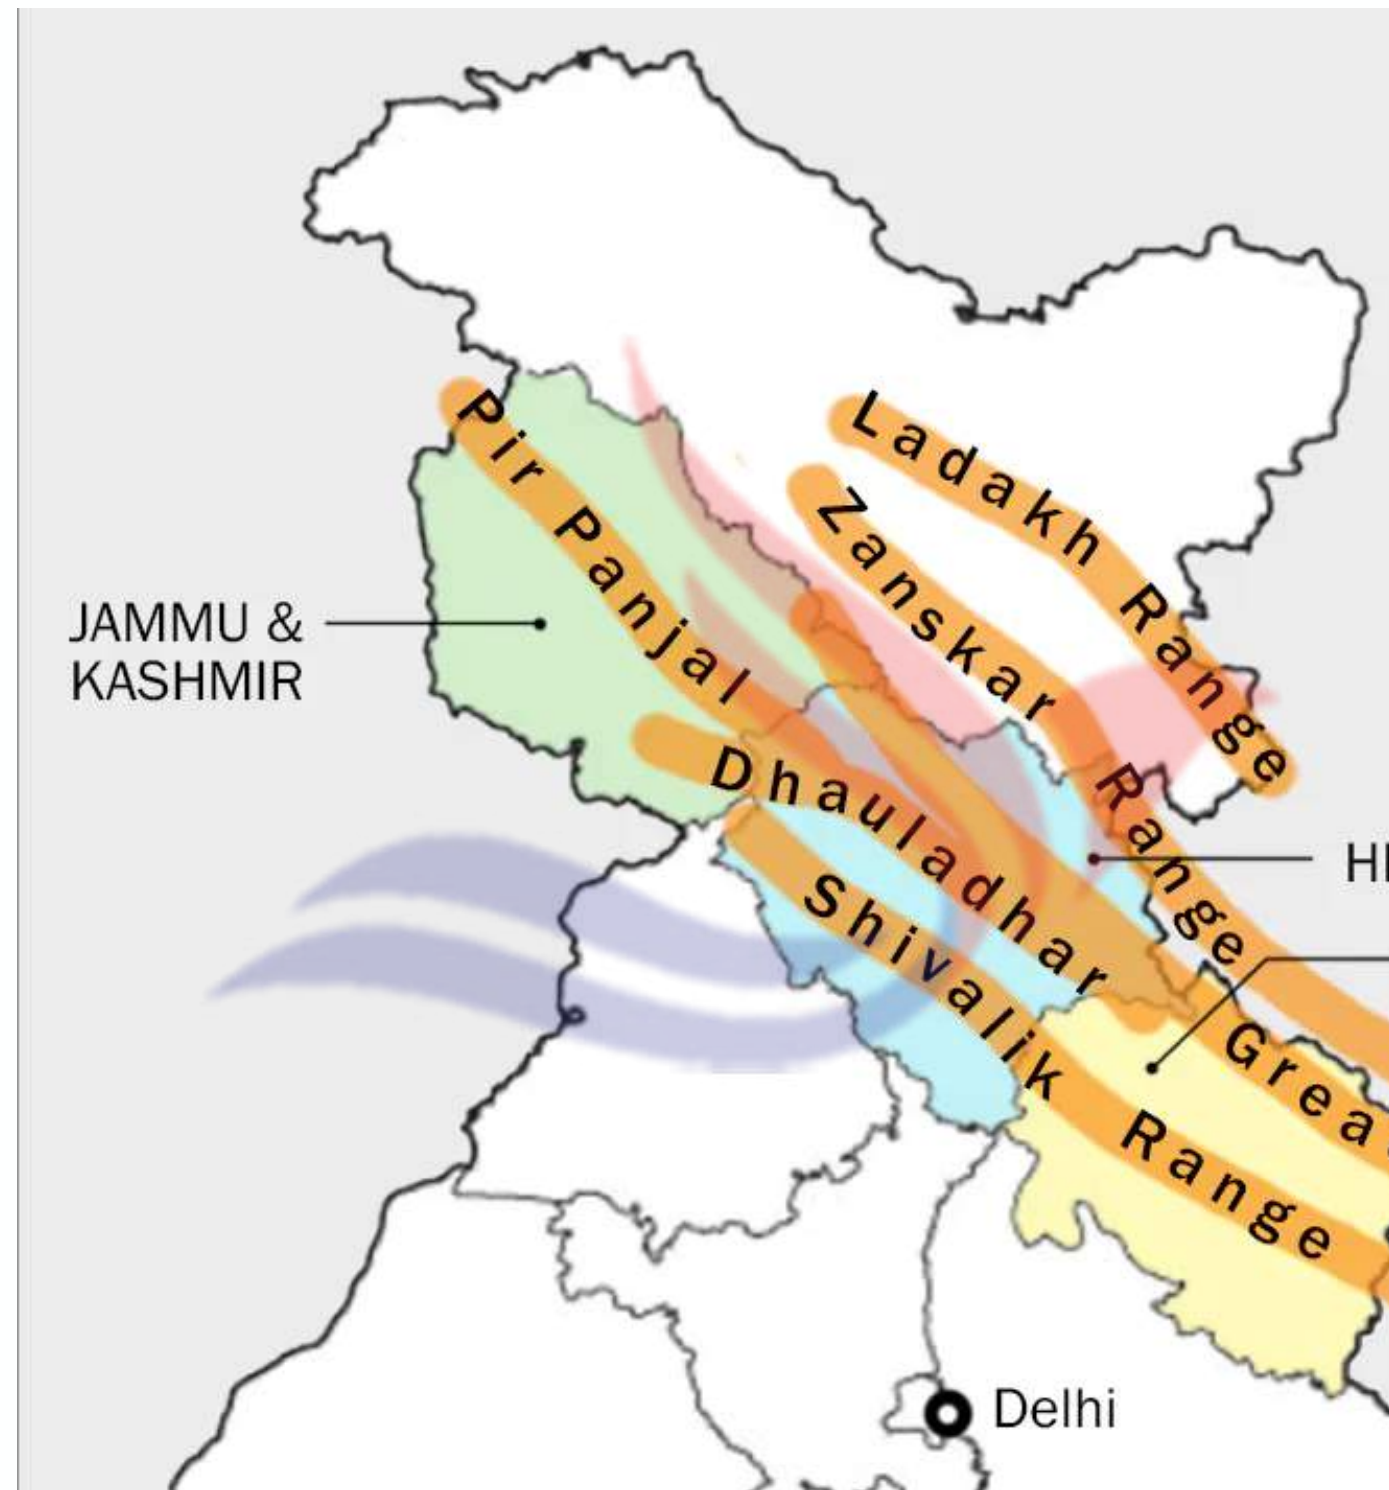 Ladakh Range
Zanskar Range
Pir Panjal
JAMMU &
KASHMIR
Dhauladhar
Shivalik Range
Delhi